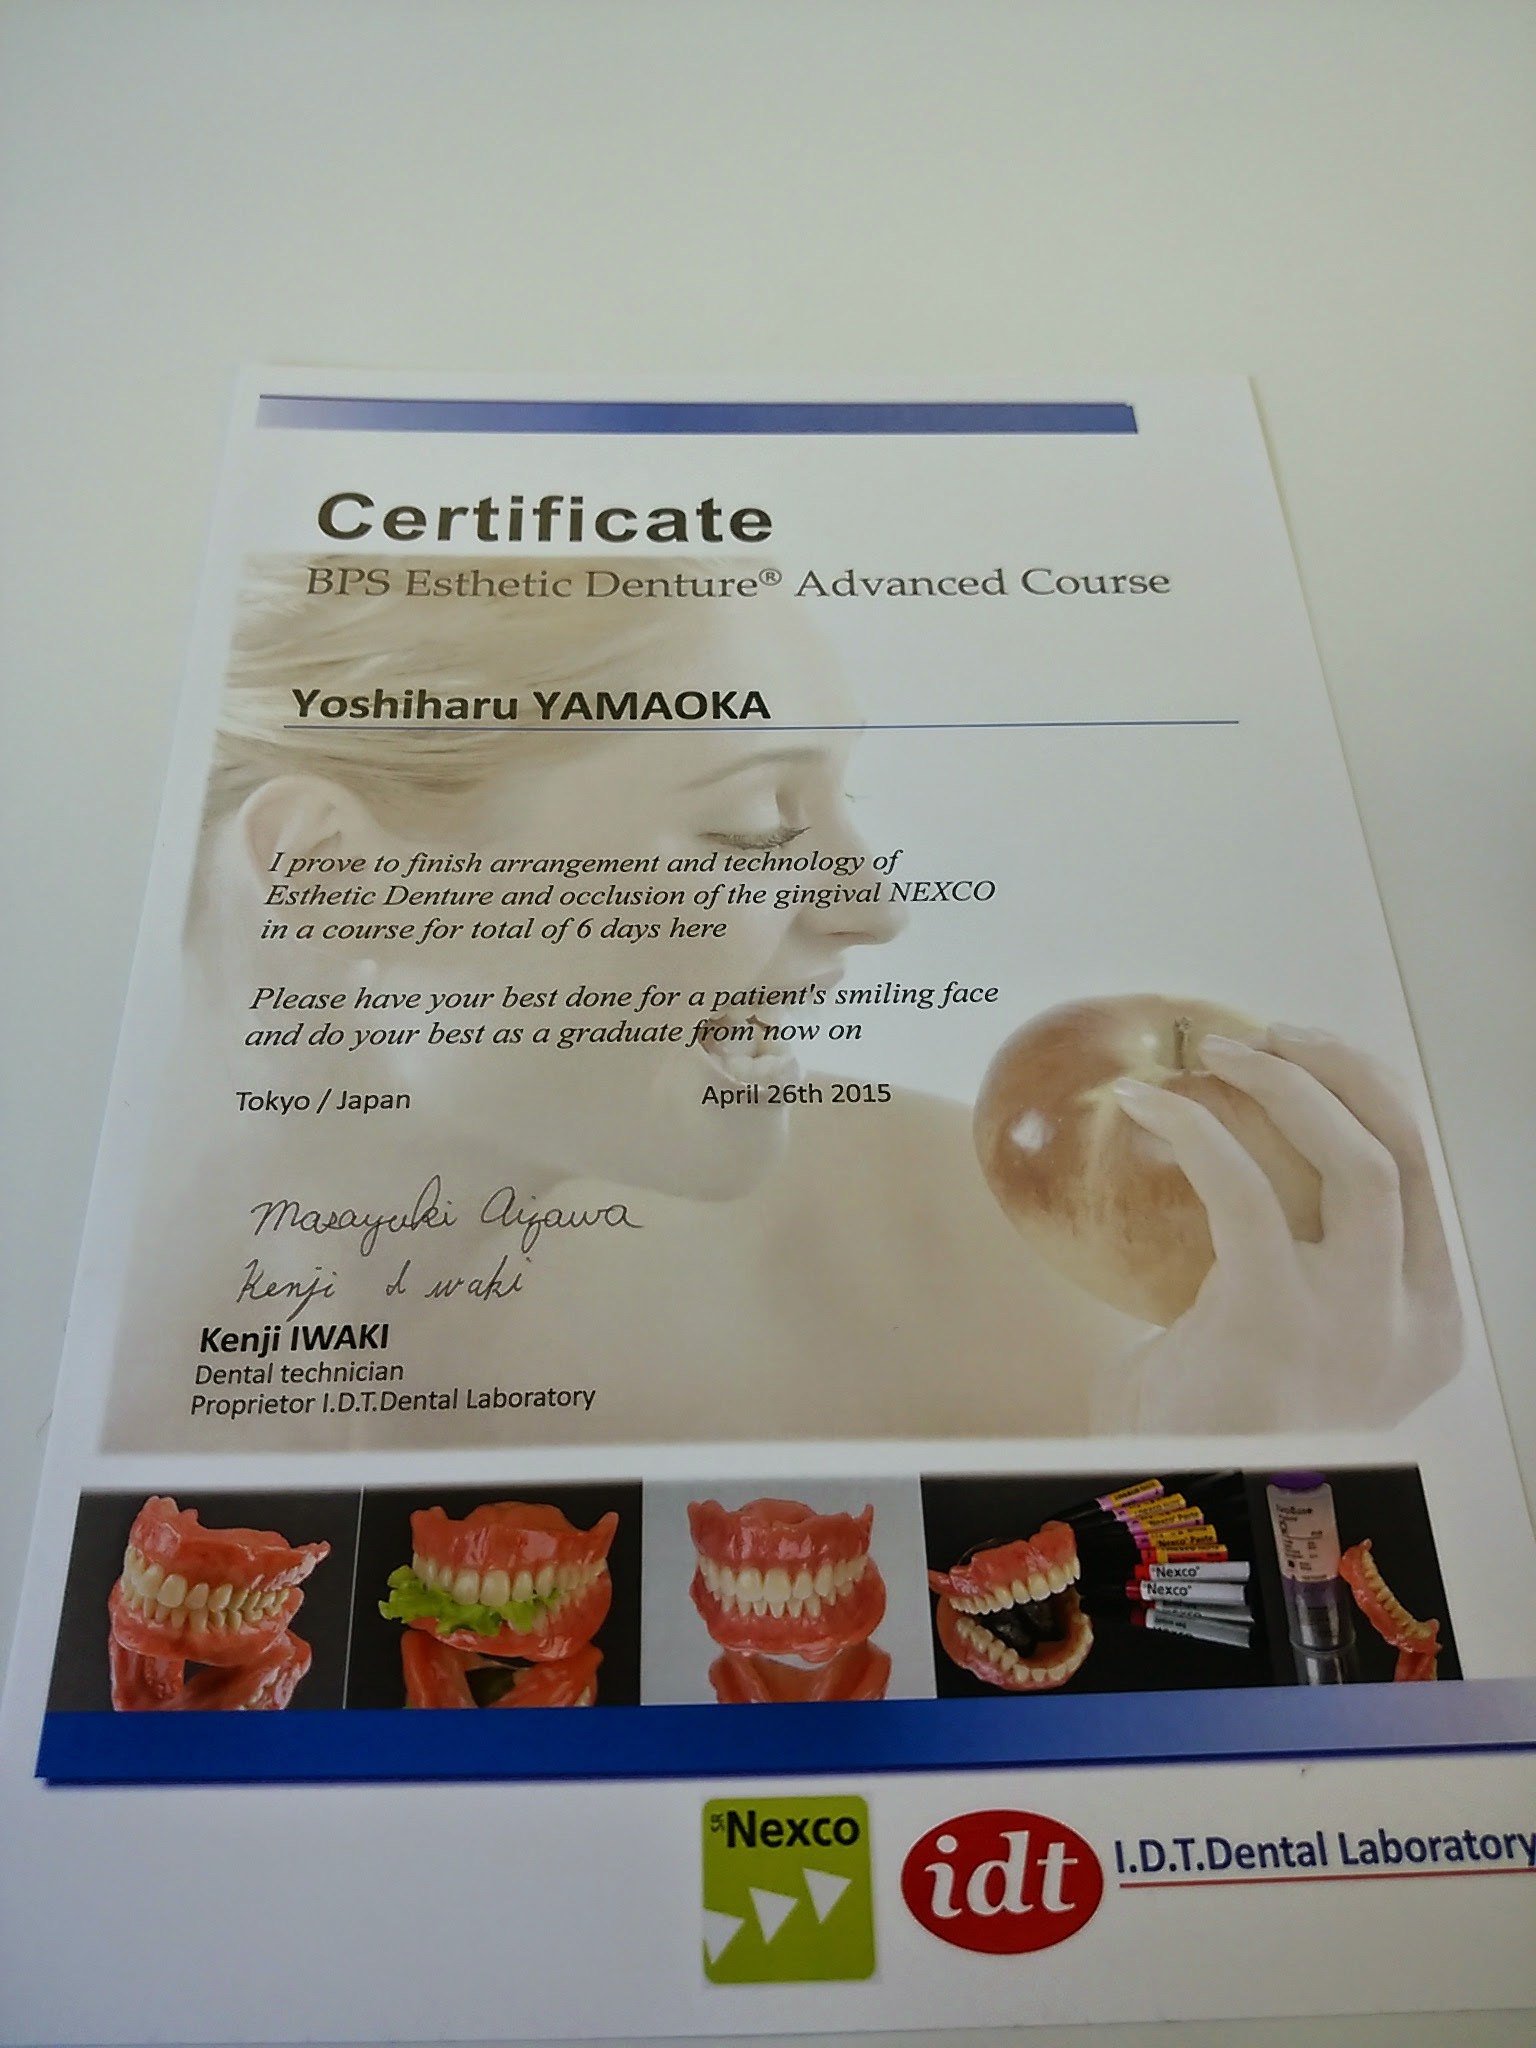 Certificate
BPS Esthetic Denture® Advanced Course
Yoshiharu YAMAOKA
I prove to finish arrangement and technology of
Esthetic Denture and occlusion of the gingival NEXCO
in a course for total of 6 days here
Please have your best done for a patient's smiling face
and do your best as a graduate from now on
Tokyo / Japan April 26th 2015
Masayuki Aizawa
Kenji Iwaki
Kenji IWAKI
Dental technician
Proprietor I.D.T.Dental Laboratory
Nexco Paste
Nexco
Nexco
SR Nexco
idt
I.D.T.Dental Laboratory